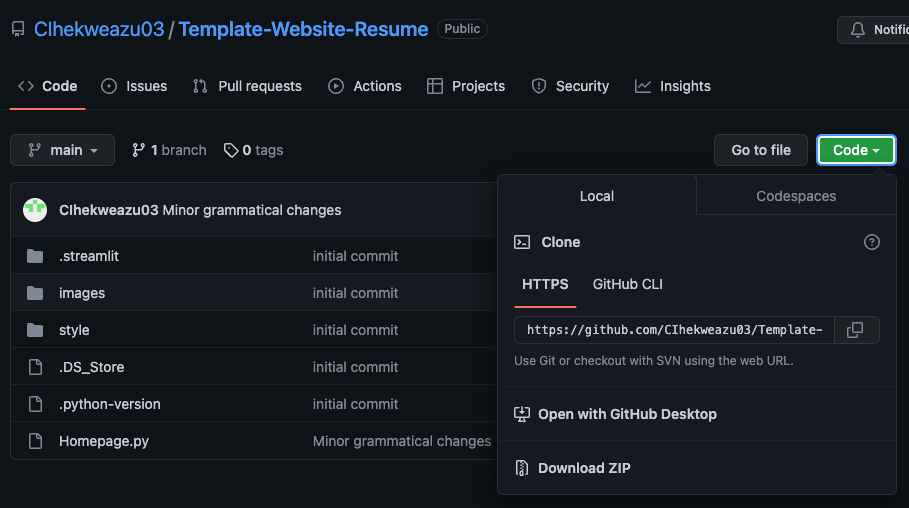 CIhekweazu03 / Template-Website-Resume Public
Code Issues Pull requests Actions Projects Security Insights
main 1 branch 0 tags Go to file Code
CIhekweazu03 Minor grammatical changes
.streamlit initial commit
images initial commit
style initial commit
.DS_Store initial commit
.python-version initial commit
Homepage.py Minor grammatical changes
Local Codespaces
Clone
HTTPS GitHub CLI
https://github.com/CIhekweazu03/Template-
Use Git or checkout with SVN using the web URL.
Open with GitHub Desktop
Download ZIP